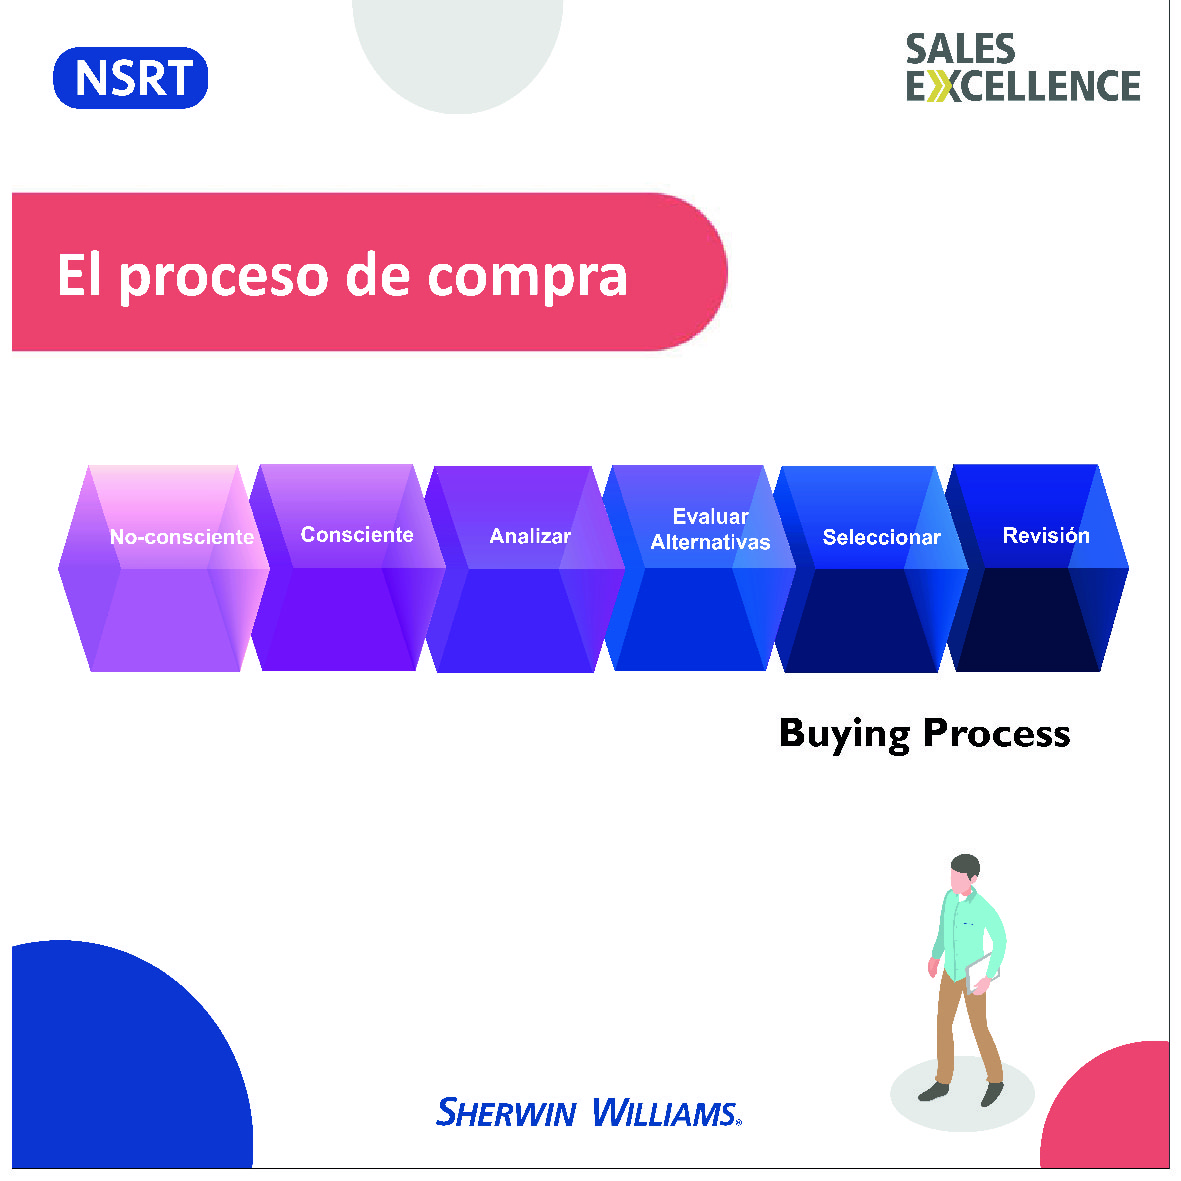 NSRT
SALES
EXCELLENCE
El proceso de compra
No-consciente
Consciente
Analizar
Evaluar
Alternativas
Seleccionar
Revisión
Buying Process
SHERWIN WILLIAMS®